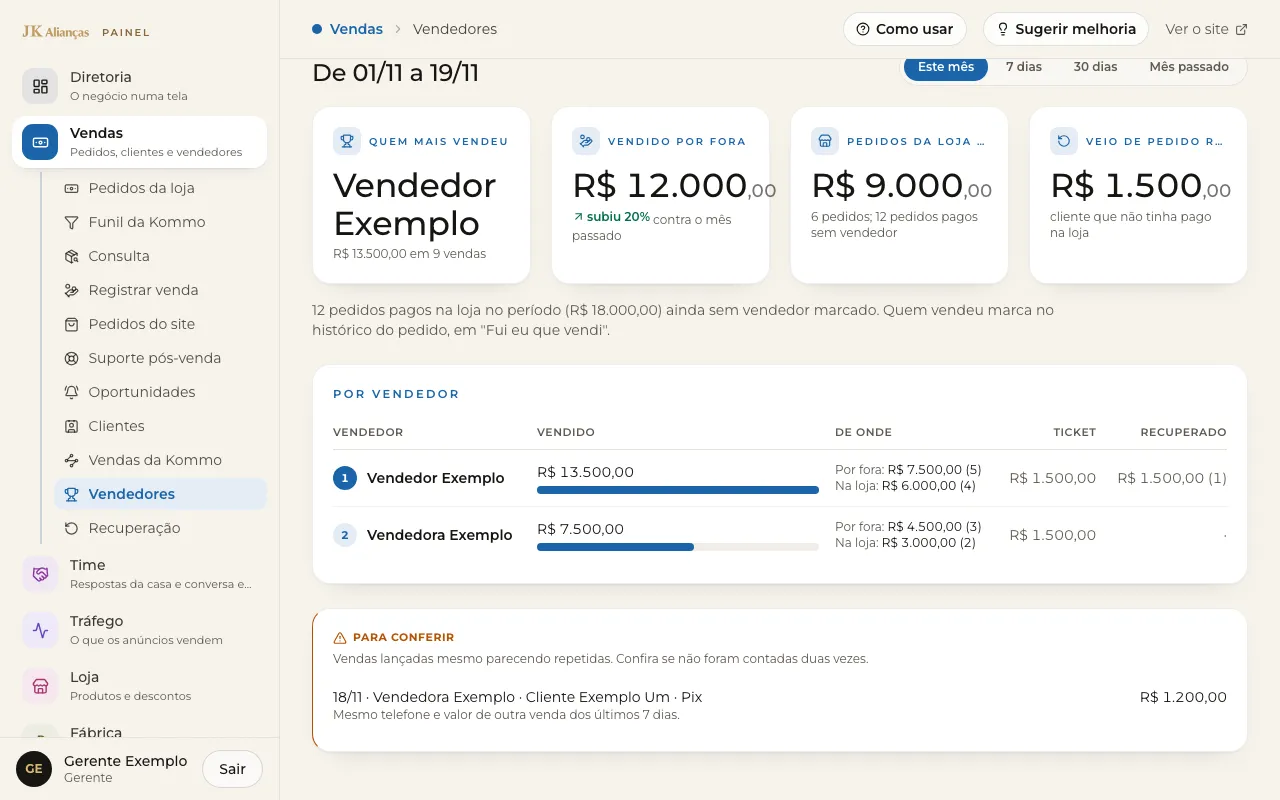 JK Alianças PAINEL
Diretoria
O negócio numa tela
Vendas
Pedidos, clientes e vendedores
Pedidos da loja
Funil da Kommo
Consulta
Registrar venda
Pedidos do site
Suporte pós-venda
Oportunidades
Clientes
Vendas da Kommo
Vendedores
Recuperação
Time
Respostas da casa e conversa e...
Tráfego
O que os anúncios vendem
Loja
Produtos e descontos
Fábrica
GE
Gerente Exemplo
Gerente
Sair
Vendas > Vendedores
Como usar
Sugerir melhoria
Ver o site
De 01/11 a 19/11
Este mês 7 dias 30 dias Mês passado
QUEM MAIS VENDEU
Vendedor
Exemplo
R$ 13.500,00 em 9 vendas
VENDIDO POR FORA
R$ 12.000,00
subiu 20% contra o mês
passado
PEDIDOS DA LOJA ...
R$ 9.000,00
6 pedidos; 12 pedidos pagos
sem vendedor
VEIO DE PEDIDO R...
R$ 1.500,00
cliente que não tinha pago
na loja
12 pedidos pagos na loja no período (R$ 18.000,00) ainda sem vendedor marcado. Quem vendeu marca no
histórico do pedido, em "Fui eu que vendi".
POR VENDEDOR
VENDEDOR VENDIDO DE ONDE TICKET RECUPERADO
1 Vendedor Exemplo R$ 13.500,00 Por fora: R$ 7.500,00 (5) R$ 1.500,00 R$ 1.500,00 (1)
Na loja: R$ 6.000,00 (4)
2 Vendedora Exemplo R$ 7.500,00 Por fora: R$ 4.500,00 (3) R$ 1.500,00 ·
Na loja: R$ 3.000,00 (2)
PARA CONFERIR
Vendas lançadas mesmo parecendo repetidas. Confira se não foram contadas duas vezes.
18/11 · Vendedora Exemplo · Cliente Exemplo Um · Pix R$ 1.200,00
Mesmo telefone e valor de outra venda dos últimos 7 dias.